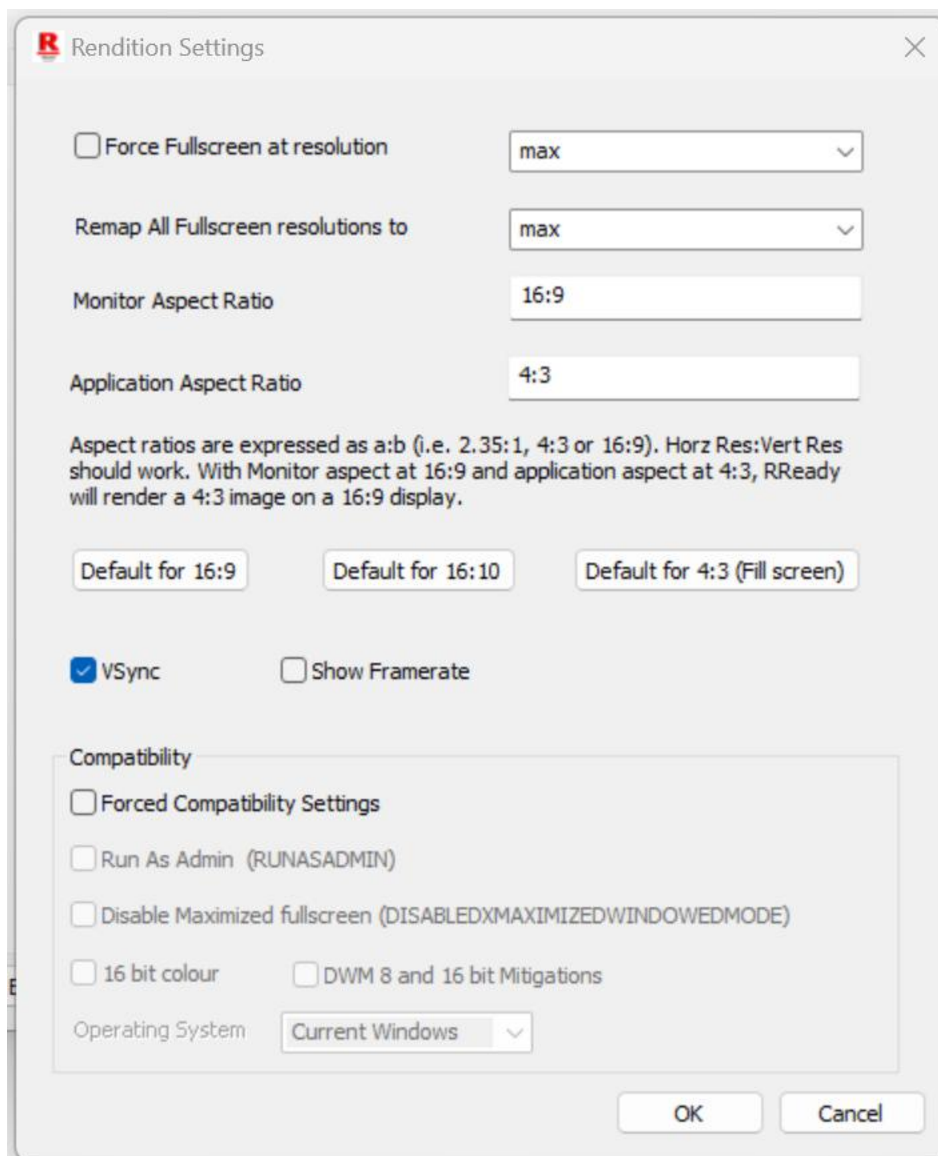 R Rendition Settings
Force Fullscreen at resolution max
Remap All Fullscreen resolutions to max
Monitor Aspect Ratio 16:9
Application Aspect Ratio 4:3
Aspect ratios are expressed as a:b (i.e. 2.35:1, 4:3 or 16:9). Horz Res:Vert Res
should work. With Monitor aspect at 16:9 and application aspect at 4:3, RReady
will render a 4:3 image on a 16:9 display.
Default for 16:9 Default for 16:10 Default for 4:3 (Fill screen)
VSync Show Framerate
Compatibility
Forced Compatibility Settings
Run As Admin (RUNASADMIN)
Disable Maximized fullscreen (DISABLEDXMAXIMIZEDWINDOWEDMODE)
16 bit colour DWM 8 and 16 bit Mitigations
Operating System Current Windows
OK Cancel